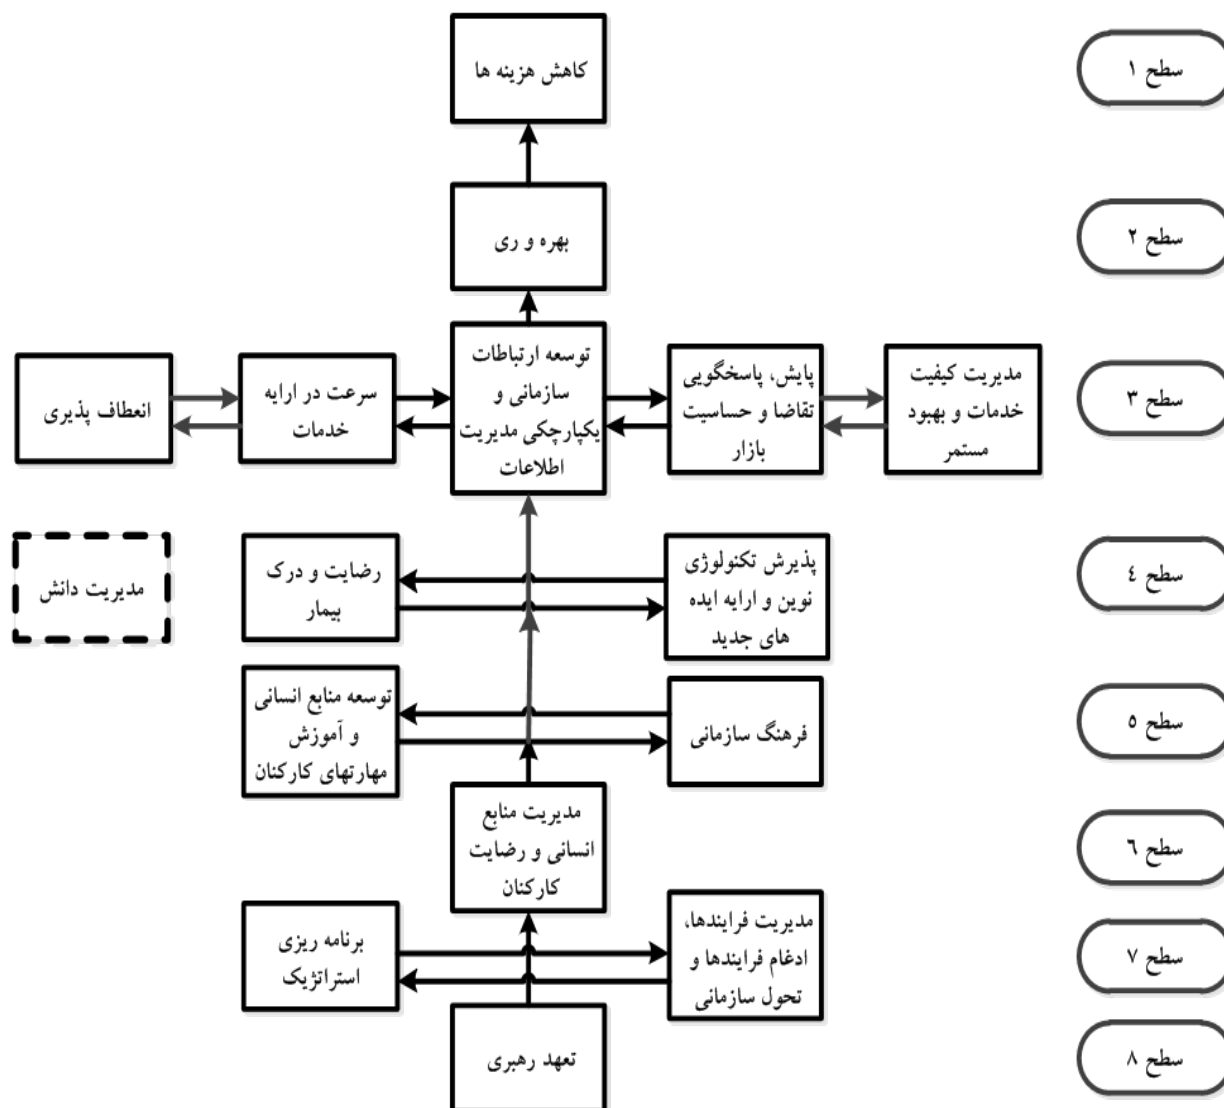 کاهش هزینه ها
سطح ۱
بهره و ری
سطح ۲
توسعه ارتباطات
سازمانی و
یکپارچکی مدیریت
اطلاعات
مدیریت کیفیت
خدمات و بهبود
مستمر
پایش، پاسخگویی
تقاضا و حساسیت
بازار
سرعت در ارایه
خدمات
انعطاف پذیری
سطح ۳
پذیرش تکنولوژی
نوین و ارایه ایده
های جدید
رضایت و درک
بیمار
مدیریت دانش
سطح ٤
فرهنگ سازمانی
توسعه منابع انسانی
و آموزش
مهارتهای کارکنان
سطح ٥
مدیریت منابع
انسانی و رضایت
کارکنان
سطح ٦
مدیریت فرایندها،
ادغام فرایندها و
تحول سازمانی
برنامه ریزی
استراتژیک
سطح ۷
تعهد رهبری
سطح ۸